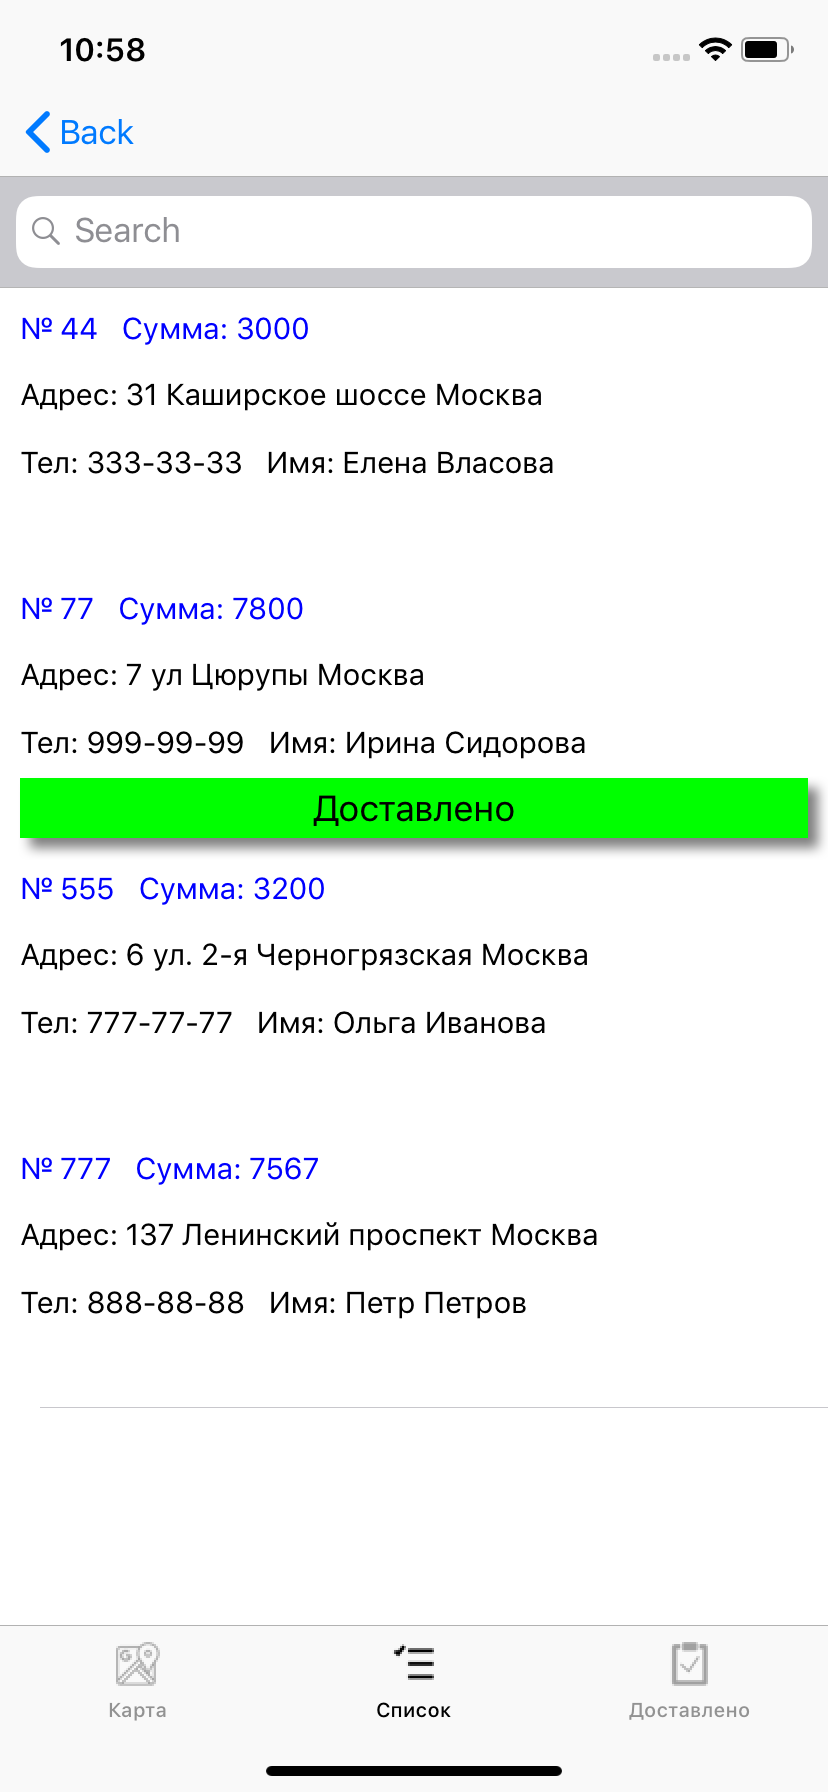 10:58
Back
Search
№ 44 Сумма: 3000
Адрес: 31 Каширское шоссе Москва
Тел: 333-33-33 Имя: Елена Власова
№ 77 Сумма: 7800
Адрес: 7 ул Цюрупы Москва
Тел: 999-99-99 Имя: Ирина Сидорова
Доставлено
№ 555 Сумма: 3200
Адрес: 6 ул. 2-я Черногрязская Москва
Тел: 777-77-77 Имя: Ольга Иванова
№ 777 Сумма: 7567
Адрес: 137 Ленинский проспект Москва
Тел: 888-88-88 Имя: Петр Петров
Карта Список Доставлено